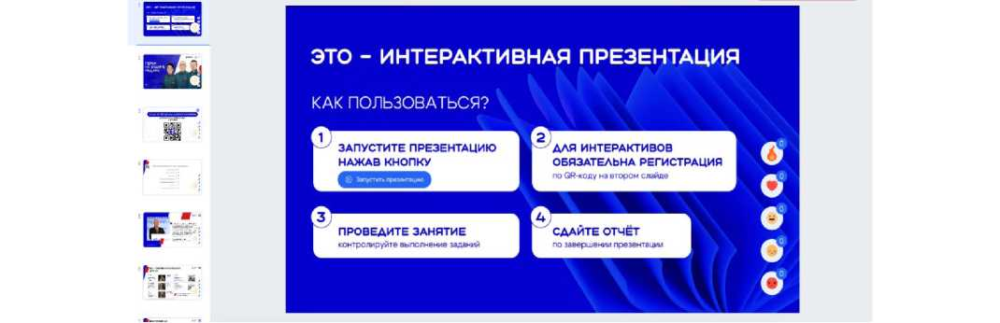 ЭТО – ИНТЕРАКТИВНАЯ ПРЕЗЕНТАЦИЯ
КАК ПОЛЬЗОВАТЬСЯ?
1
ЗАПУСТИТЕ ПРЕЗЕНТАЦИЮ
НАЖАВ КНОПКУ
Запустить презентацию
2
ДЛЯ ИНТЕРАКТИВОВ
ОБЯЗАТЕЛЬНА РЕГИСТРАЦИЯ
по QR-коду на втором слайде
3
ПРОВЕДИТЕ ЗАНЯТИЕ
контролируйте выполнение заданий
4
СДАЙТЕ ОТЧЁТ
по завершении презентации
0
0
0
0
0